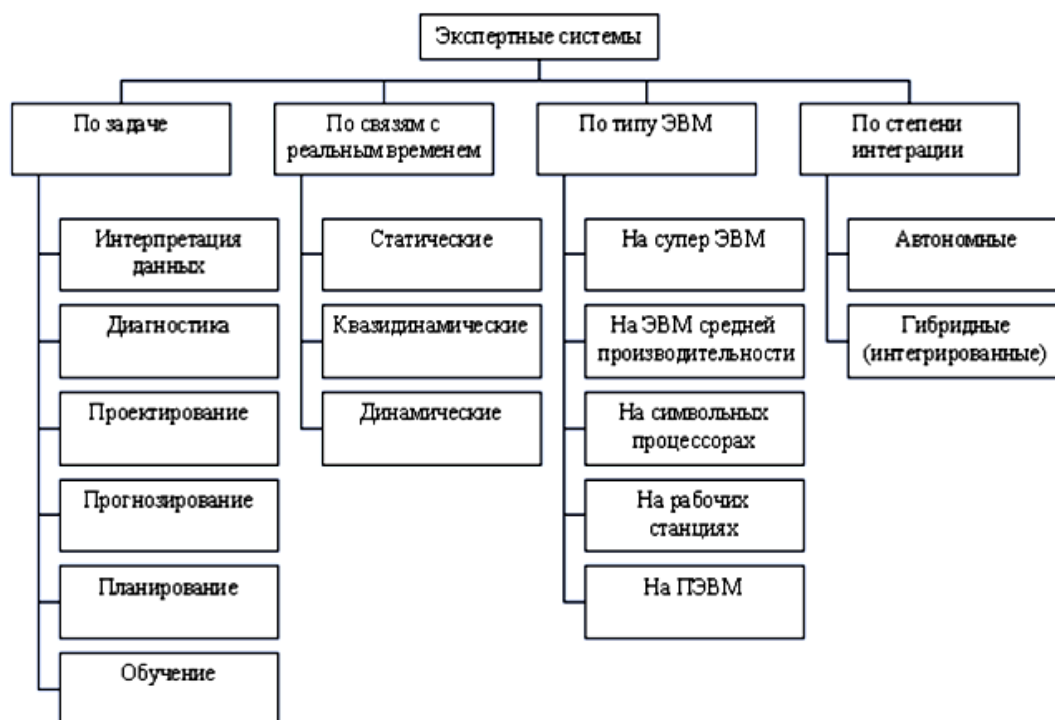 Экспертные системы
По задаче
Интерпретация
данных
Диагностика
Проектирование
Прогнозирование
Планирование
Обучение
По связям с
реальным временем
Статические
Квазидинамические
Динамические
По типу ЭВМ
На супер ЭВМ
На ЭВМ средней
производительности
На символьных
процессорах
На рабочих
станциях
На ПЭВМ
По степени
интеграции
Автономные
Гибридные
(интегрированные)